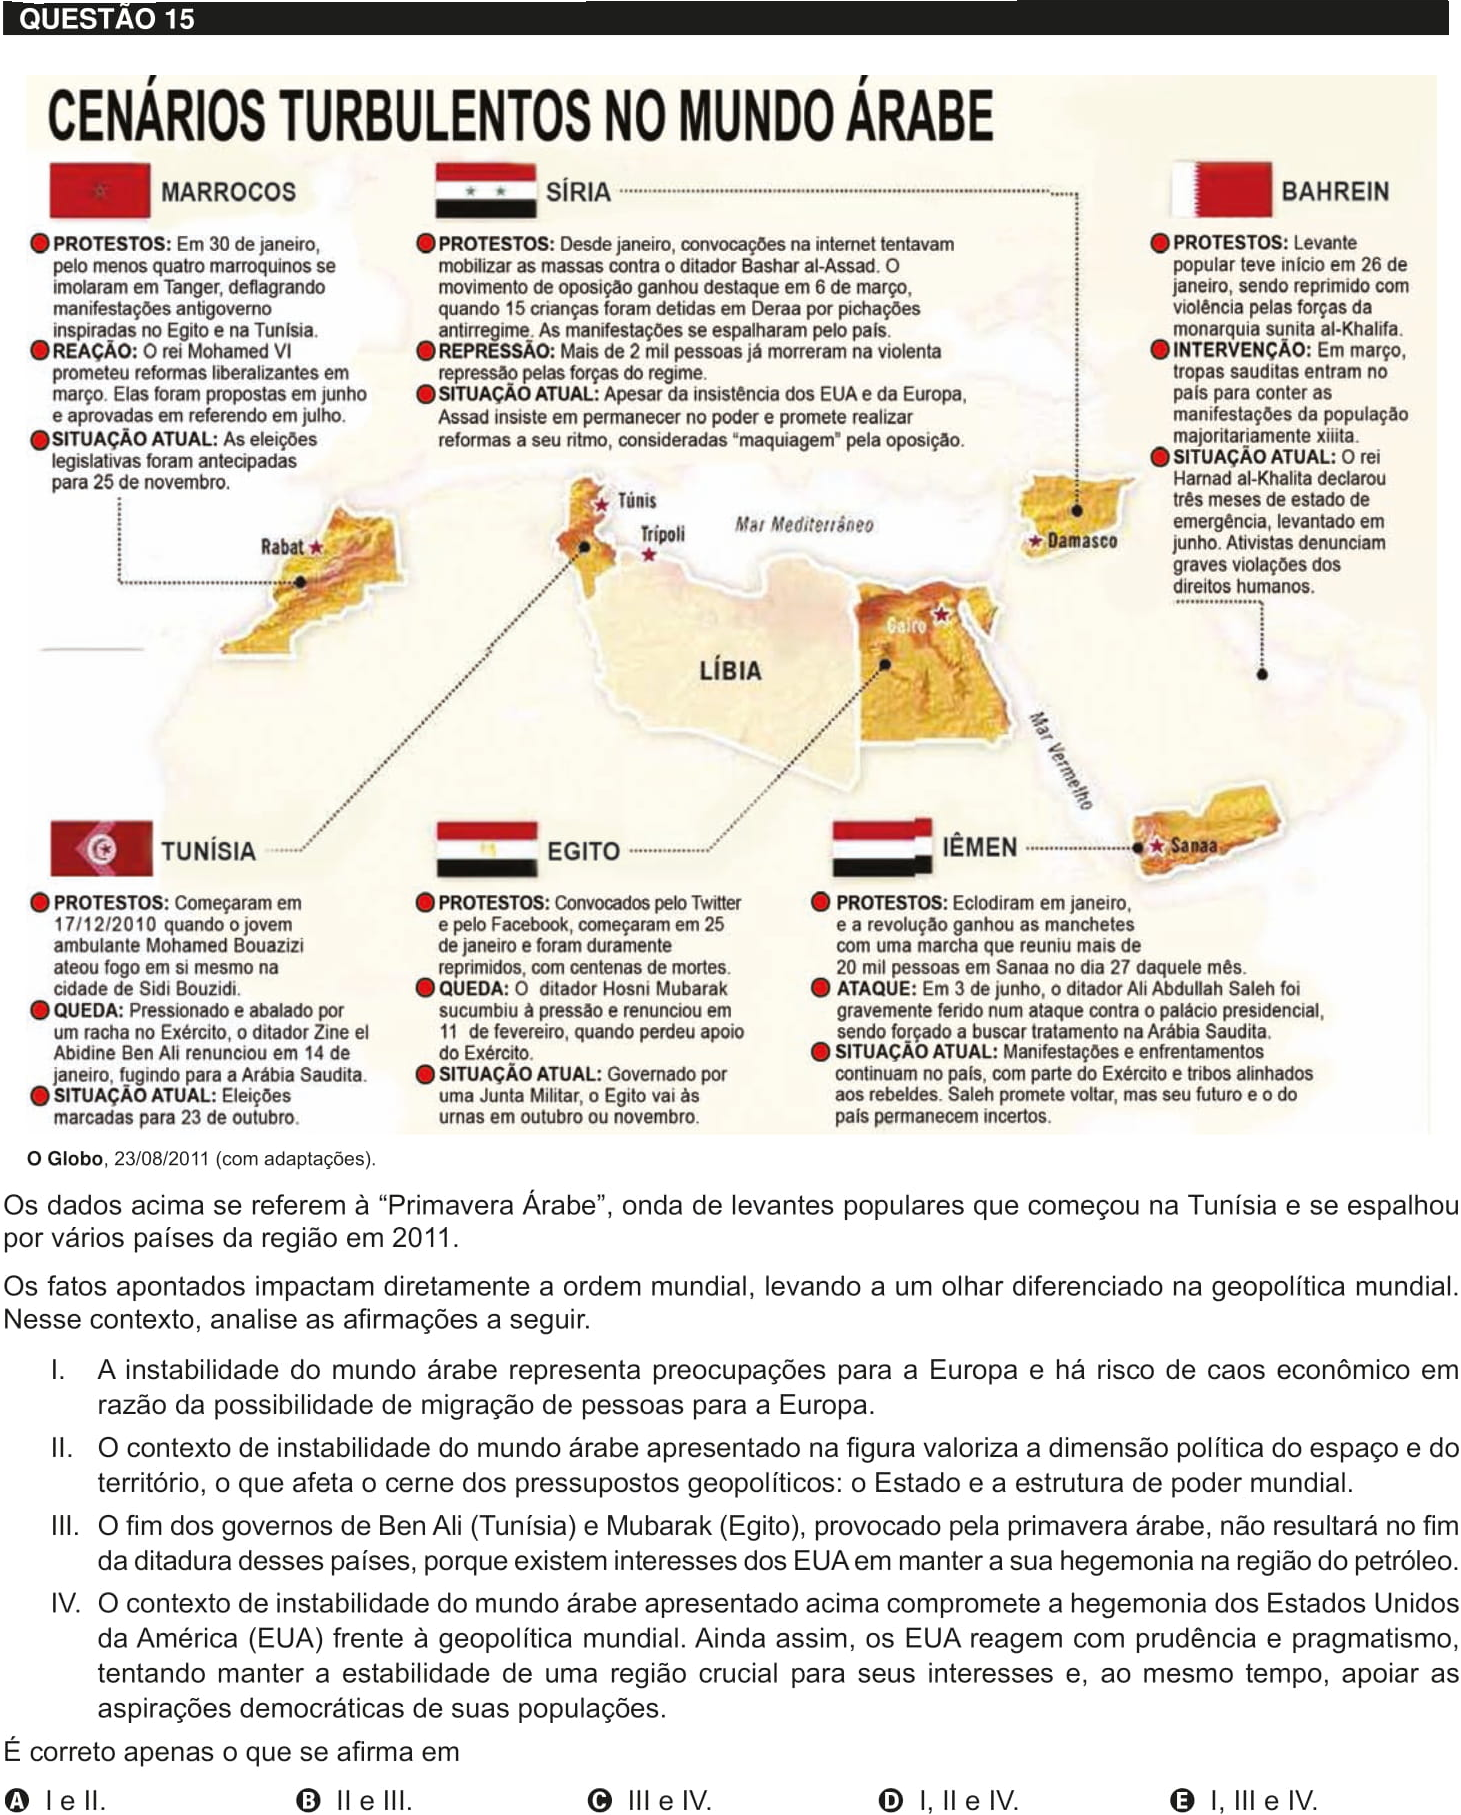 QUESTÃO 15
CENÁRIOS TURBULENTOS NO MUNDO ÁRABE
MARROCOS
PROTESTOS: Em 30 de janeiro,
pelo menos quatro marroquinos se
imolaram em Tanger, deflagrando
manifestações antigoverno
inspiradas no Egito e na Tunísia.
REAÇÃO: O rei Mohamed VI
prometeu reformas liberalizantes em
março. Elas foram propostas em junho
e aprovadas em referendo em julho.
SITUAÇÃO ATUAL: As eleições
legislativas foram antecipadas
para 25 de novembro.
SÍRIA
PROTESTOS: Desde janeiro, convocações na internet tentavam
mobilizar as massas contra o ditador Bashar al-Assad. O
movimento de oposição ganhou destaque em 6 de março,
quando 15 crianças foram detidas em Deraa por pichações
antirregime. As manifestações se espalharam pelo país.
REPRESSÃO: Mais de 2 mil pessoas já morreram na violenta
repressão pelas forças do regime.
SITUAÇÃO ATUAL: Apesar da insistência dos EUA e da Europa,
Assad insiste em permanecer no poder e promete realizar
reformas a seu ritmo, consideradas “maquiagem” pela oposição.
BAHREIN
PROTESTOS: Levante
popular teve início em 26 de
janeiro, sendo reprimido com
violência pelas forças da
monarquia sunita al-Khalifa.
INTERVENÇÃO: Em março,
tropas sauditas entram no
país para conter as
manifestações da população
majoritariamente xiiita.
SITUAÇÃO ATUAL: O rei
Harnad al-Khalita declarou
três meses de estado de
emergência, levantado em
junho. Ativistas denunciam
graves violações dos
direitos humanos.
Rabat
Túnis
Trípoli
Mar Mediterrâneo
Damasco
Cairo
LÍBIA
Mar Vermelho
Sanaa
TUNÍSIA
PROTESTOS: Começaram em
17/12/2010 quando o jovem
ambulante Mohamed Bouazizi
ateou fogo em si mesmo na
cidade de Sidi Bouzidi.
QUEDA: Pressionado e abalado por
um racha no Exército, o ditador Zine el
Abidine Ben Ali renunciou em 14 de
janeiro, fugindo para a Arábia Saudita.
SITUAÇÃO ATUAL: Eleições
marcadas para 23 de outubro.
EGITO
PROTESTOS: Convocados pelo Twitter
e pelo Facebook, começaram em 25
de janeiro e foram duramente
reprimidos, com centenas de mortes.
QUEDA: O ditador Hosni Mubarak
sucumbiu à pressão e renunciou em
11 de fevereiro, quando perdeu apoio
do Exército.
SITUAÇÃO ATUAL: Governado por
uma Junta Militar, o Egito vai às
urnas em outubro ou novembro.
IÊMEN
PROTESTOS: Eclodiram em janeiro,
e a revolução ganhou as manchetes
com uma marcha que reuniu mais de
20 mil pessoas em Sanaa no dia 27 daquele mês.
ATAQUE: Em 3 de junho, o ditador Ali Abdullah Saleh foi
gravemente ferido num ataque contra o palácio presidencial,
sendo forçado a buscar tratamento na Arábia Saudita.
SITUAÇÃO ATUAL: Manifestações e enfrentamentos
continuam no país, com parte do Exército e tribos alinhados
aos rebeldes. Saleh promete voltar, mas seu futuro e o do
país permanecem incertos.
O Globo, 23/08/2011 (com adaptações).
Os dados acima se referem à “Primavera Árabe”, onda de levantes populares que começou na Tunísia e se espalhou
por vários países da região em 2011.
Os fatos apontados impactam diretamente a ordem mundial, levando a um olhar diferenciado na geopolítica mundial.
Nesse contexto, analise as afirmações a seguir.
I. A instabilidade do mundo árabe representa preocupações para a Europa e há risco de caos econômico em
razão da possibilidade de migração de pessoas para a Europa.
II. O contexto de instabilidade do mundo árabe apresentado na figura valoriza a dimensão política do espaço e do
território, o que afeta o cerne dos pressupostos geopolíticos: o Estado e a estrutura de poder mundial.
III. O fim dos governos de Ben Ali (Tunísia) e Mubarak (Egito), provocado pela primavera árabe, não resultará no fim
da ditadura desses países, porque existem interesses dos EUA em manter a sua hegemonia na região do petróleo.
IV. O contexto de instabilidade do mundo árabe apresentado acima compromete a hegemonia dos Estados Unidos
da América (EUA) frente à geopolítica mundial. Ainda assim, os EUA reagem com prudência e pragmatismo,
tentando manter a estabilidade de uma região crucial para seus interesses e, ao mesmo tempo, apoiar as
aspirações democráticas de suas populações.
É correto apenas o que se afirma em
A I e II. B II e III. C III e IV. D I, II e IV. E I, III e IV.